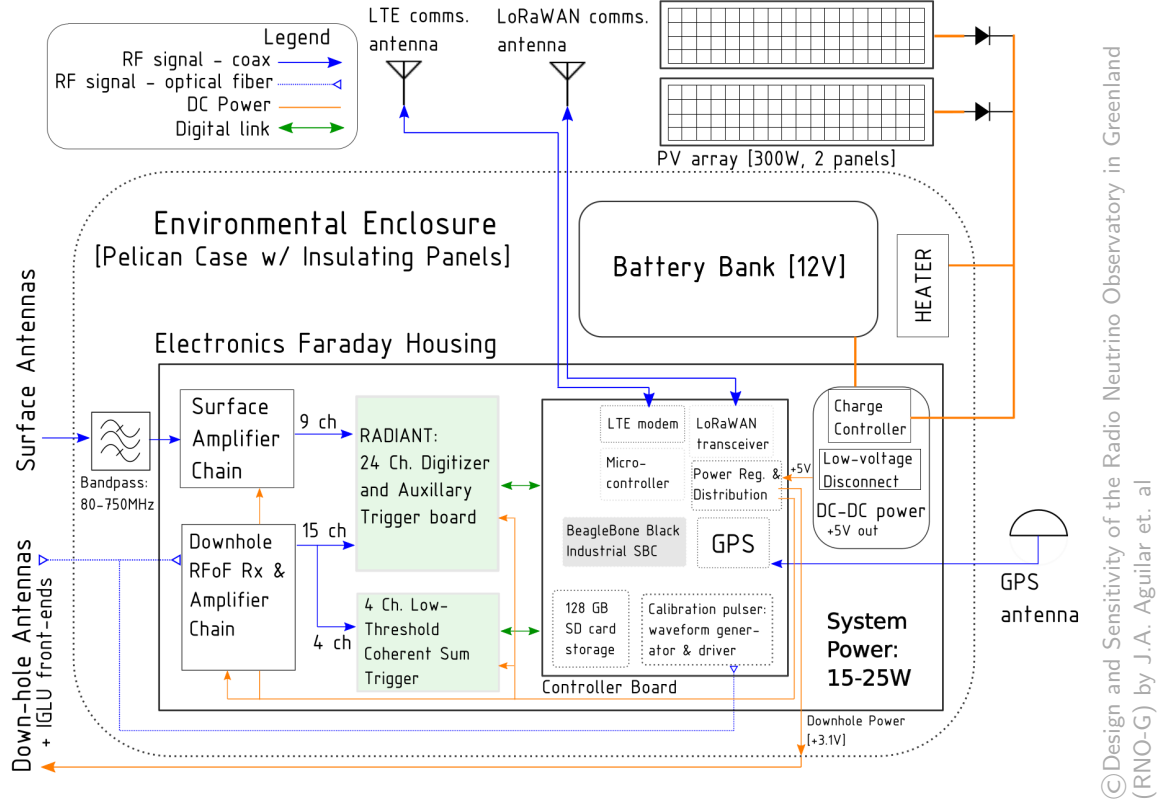 Legend
RF signal - coax
RF signal - optical fiber
DC Power
Digital link
LTE comms.
antenna
LoRaWAN comms.
antenna
PV array [300W, 2 panels]
Environmental Enclosure
[Pelican Case w/ Insulating Panels]
Battery Bank [12V]
HEATER
Electronics Faraday Housing
Surface Antennas
Bandpass:
80-750MHz
Surface
Amplifier
Chain
9 ch
RADIANT:
24 Ch. Digitizer
and Auxillary
Trigger board
LTE modem
LoRaWAN
transceiver
Micro-
controller
Power Reg. &
Distribution
+5V
Charge
Controller
Low-voltage
Disconnect
DC-DC power
+5V out
BeagleBone Black
Industrial SBC
GPS
GPS
antenna
Down-hole Antennas
+ IGLU front-ends
Downhole
RFoF Rx &
Amplifier
Chain
15 ch
4 ch
4 Ch. Low-
Threshold
Coherent Sum
Trigger
128 GB
SD card
storage
Calibration pulser:
waveform gener-
ator & driver
Controller Board
System
Power:
15-25W
Downhole Power
[+3.1V]
©Design and Sensitivity of the Radio Neutrino Observatory in Greenland
(RNO-G) by J.A. Aguilar et. al